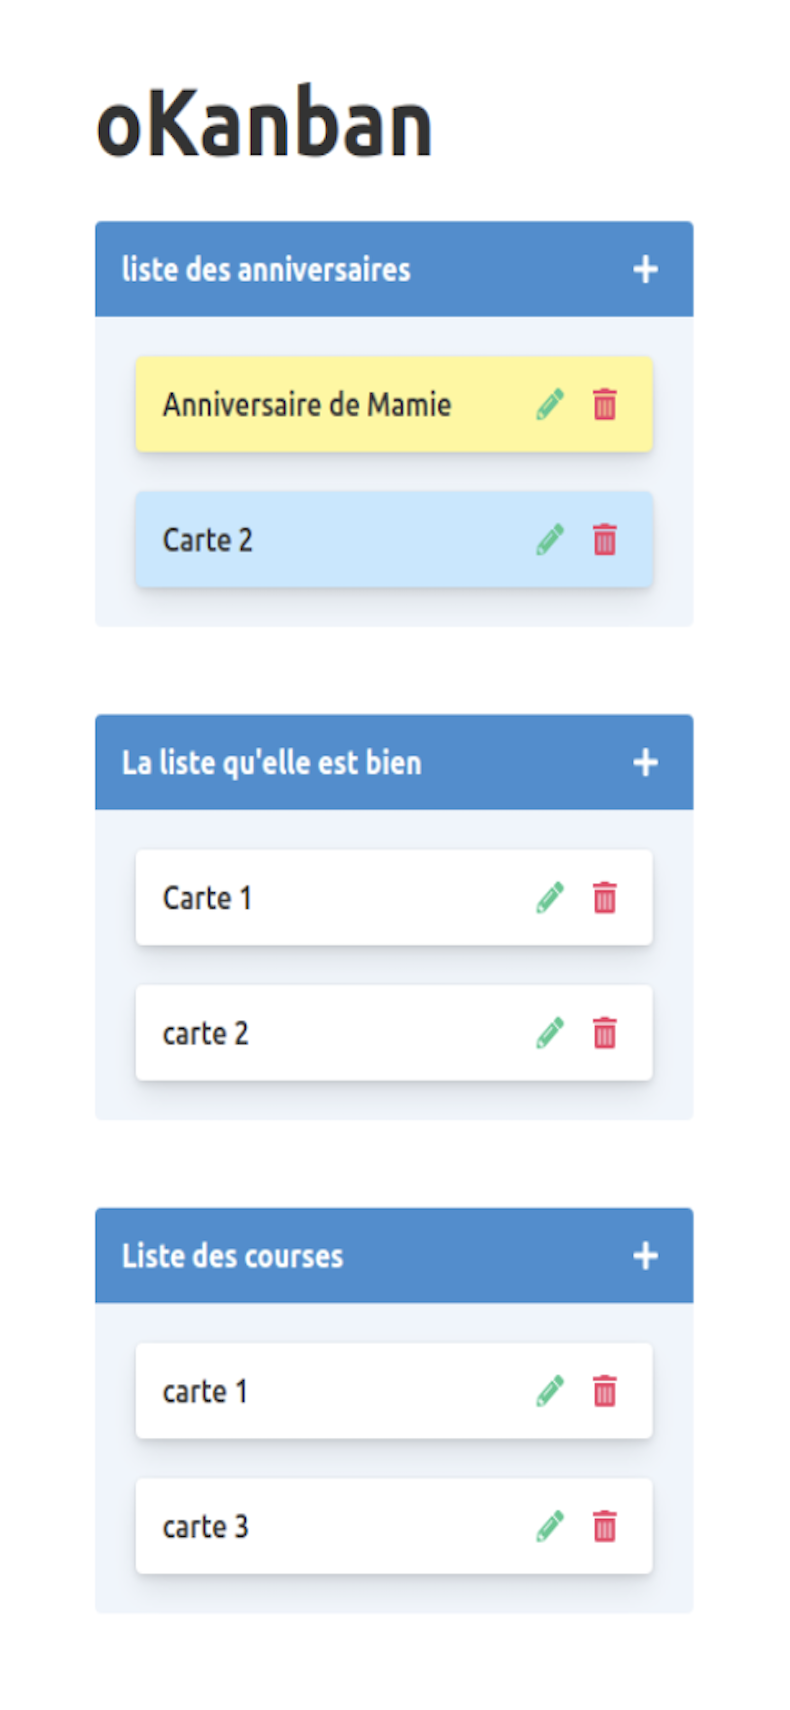 oKanban
liste des anniversaires
Anniversaire de Mamie
Carte 2
La liste qu'elle est bien
Carte 1
carte 2
Liste des courses
carte 1
carte 3